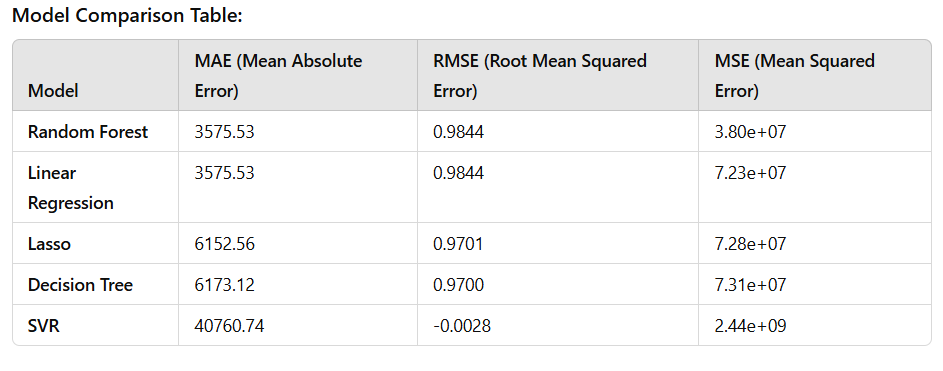 Model Comparison Table:
Model | MAE (Mean Absolute Error) | RMSE (Root Mean Squared Error) | MSE (Mean Squared Error)
Random Forest | 3575.53 | 0.9844 | 3.80e+07
Linear Regression | 3575.53 | 0.9844 | 7.23e+07
Lasso | 6152.56 | 0.9701 | 7.28e+07
Decision Tree | 6173.12 | 0.9700 | 7.31e+07
SVR | 40760.74 | -0.0028 | 2.44e+09